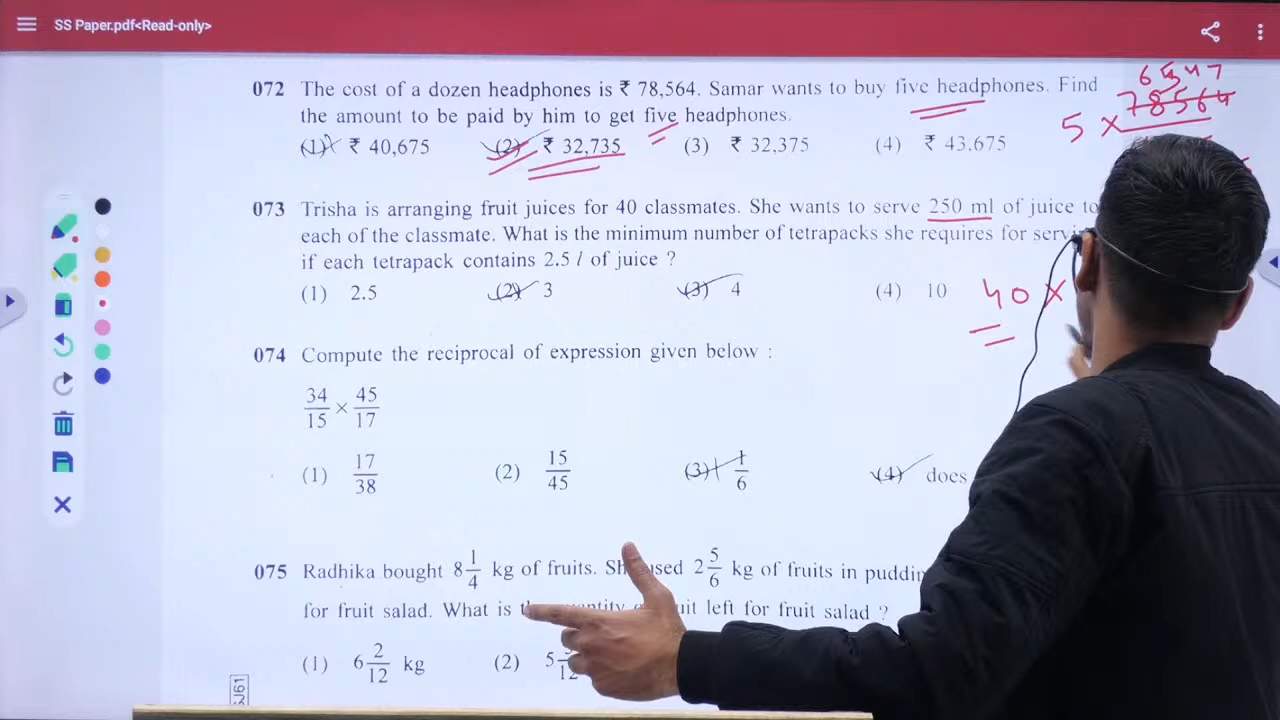 SS Paper.pdf<Read-only>
072 The cost of a dozen headphones is ₹ 78,564. Samar wants to buy five headphones. Find
the amount to be paid by him to get five headphones.
(1) ₹ 40,675 (2) ₹ 32,735 (3) ₹ 32,375 (4) ₹ 43.675
6547
78564
5 ×
073 Trisha is arranging fruit juices for 40 classmates. She wants to serve 250 ml of juice to
each of the classmate. What is the minimum number of tetrapacks she requires for
if each tetrapack contains 2.5 l of juice ?
(1) 2.5 (2) 3 (3) 4 (4) 10
40 ×
074 Compute the reciprocal of expression given below :
34/15 × 45/17
(1) 17/38 (2) 15/45 (3) 1/6 (4) does
075 Radhika bought 8 1/4 kg of fruits. She used 2 5/6 kg of fruits in
for fruit salad. What is the quantity of fruit left for fruit salad ?
(1) 6 2/12 kg (2)